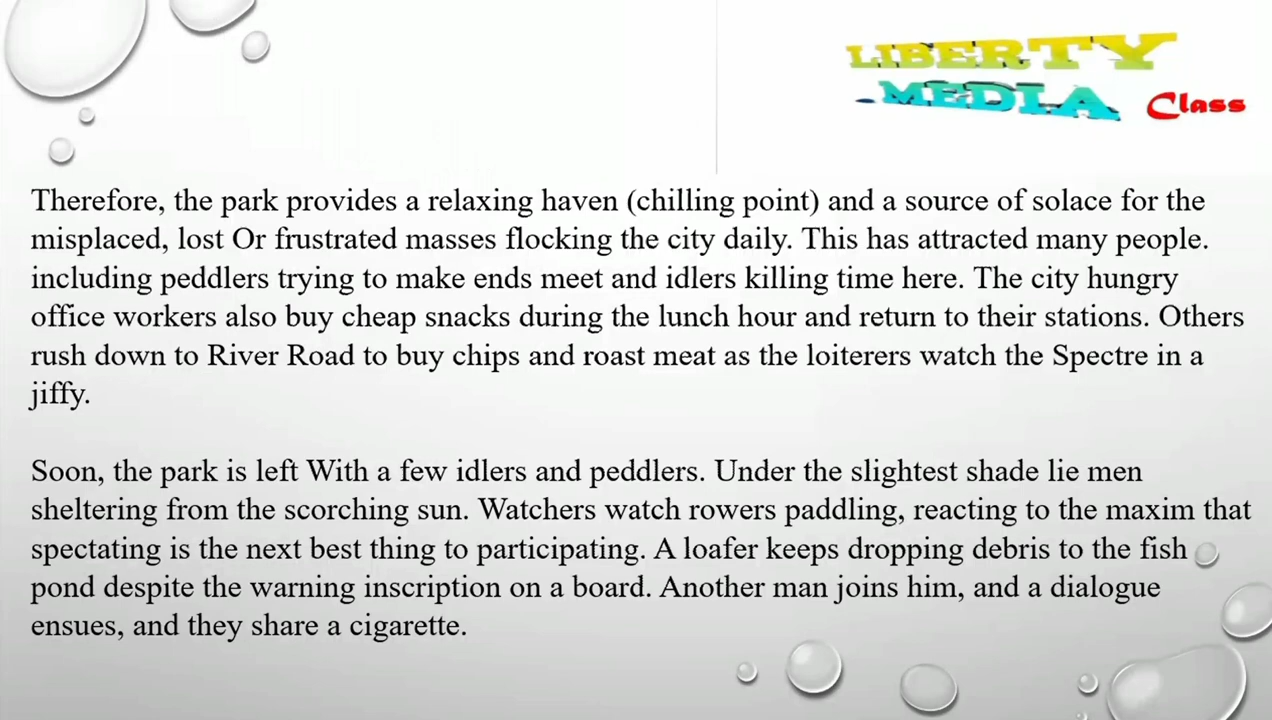 LIBERTY
.MEDIA Class
Therefore, the park provides a relaxing haven (chilling point) and a source of solace for the
misplaced, lost Or frustrated masses flocking the city daily. This has attracted many people.
including peddlers trying to make ends meet and idlers killing time here. The city hungry
office workers also buy cheap snacks during the lunch hour and return to their stations. Others
rush down to River Road to buy chips and roast meat as the loiterers watch the Spectre in a
jiffy.
Soon, the park is left With a few idlers and peddlers. Under the slightest shade lie men
sheltering from the scorching sun. Watchers watch rowers paddling, reacting to the maxim that
spectating is the next best thing to participating. A loafer keeps dropping debris to the fish
pond despite the warning inscription on a board. Another man joins him, and a dialogue
ensues, and they share a cigarette.